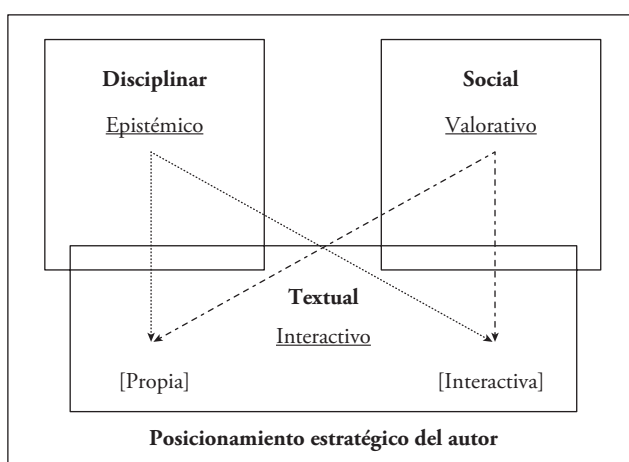 Disciplinar
Social
Epistémico
Valorativo
Textual
Interactivo
[Propia]
[Interactiva]
Posicionamiento estratégico del autor